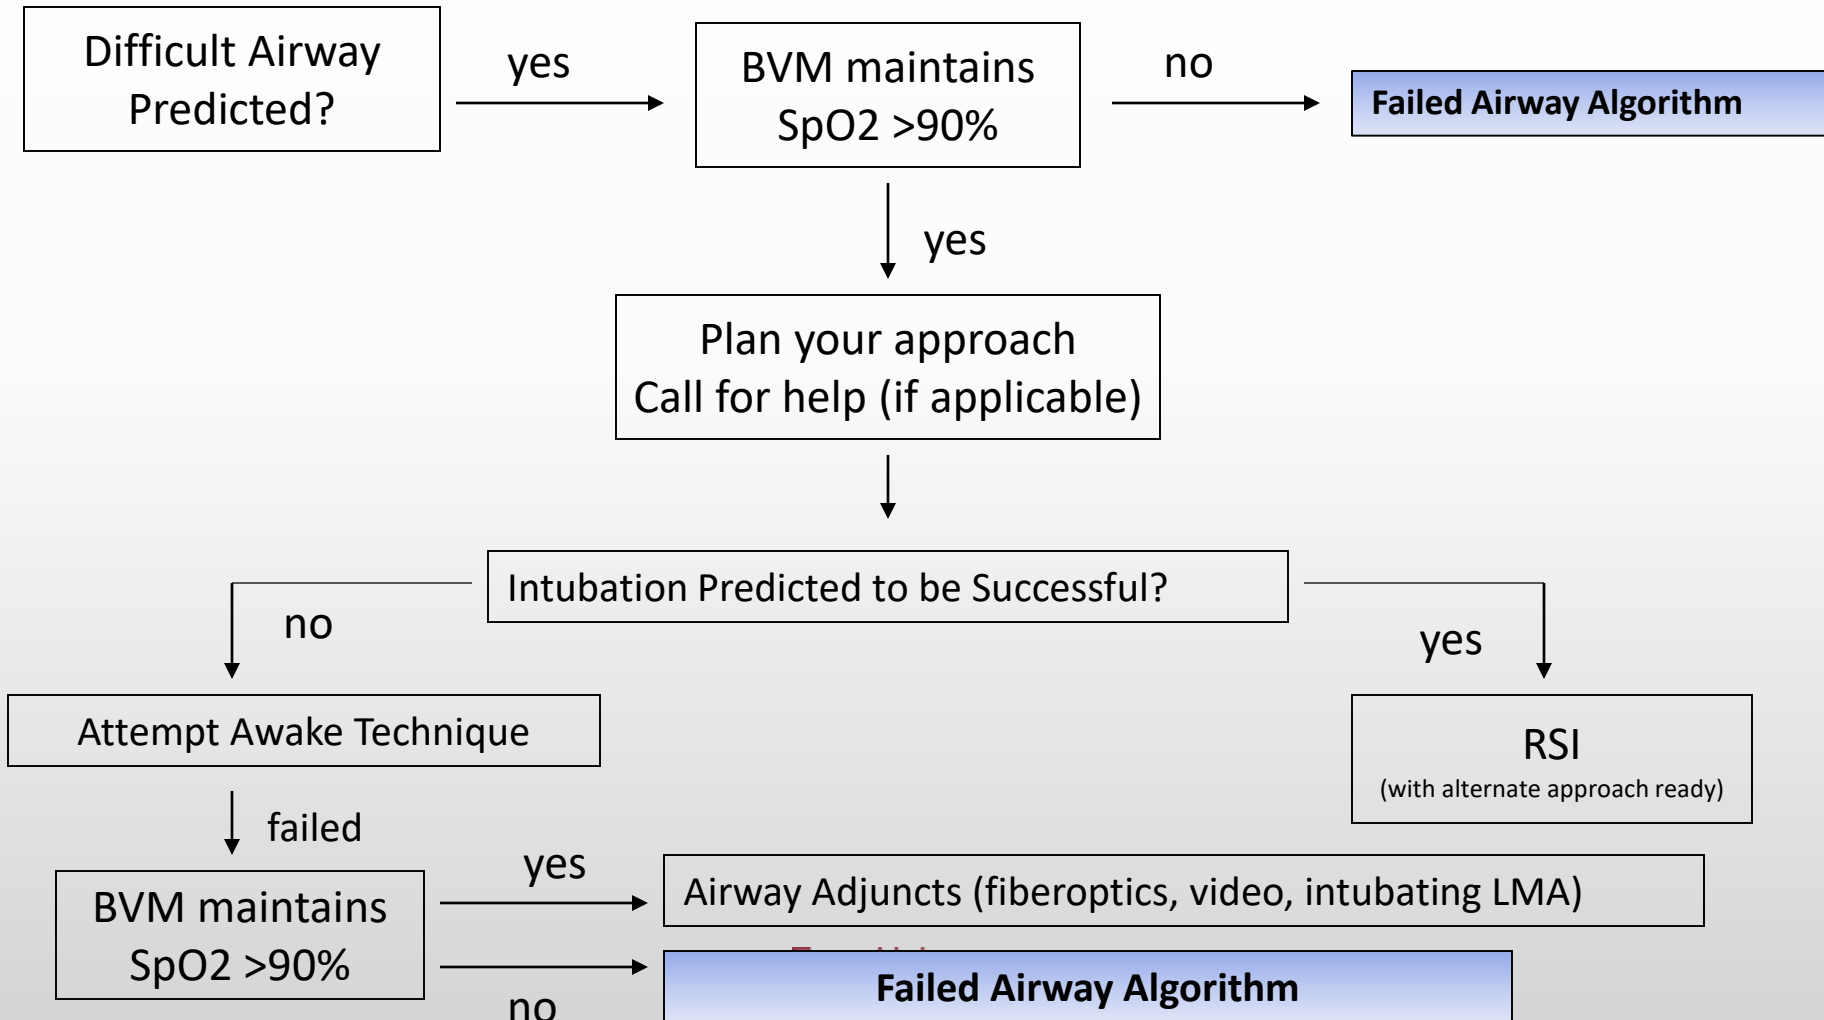 Difficult Airway
Predicted?
yes
BVM maintains
SpO2 >90%
no
Failed Airway Algorithm
yes
Plan your approach
Call for help (if applicable)
Intubation Predicted to be Successful?
no
yes
Attempt Awake Technique
RSI
(with alternate approach ready)
failed
BVM maintains
SpO2 >90%
yes
Airway Adjuncts (fiberoptics, video, intubating LMA)
no
Failed Airway Algorithm